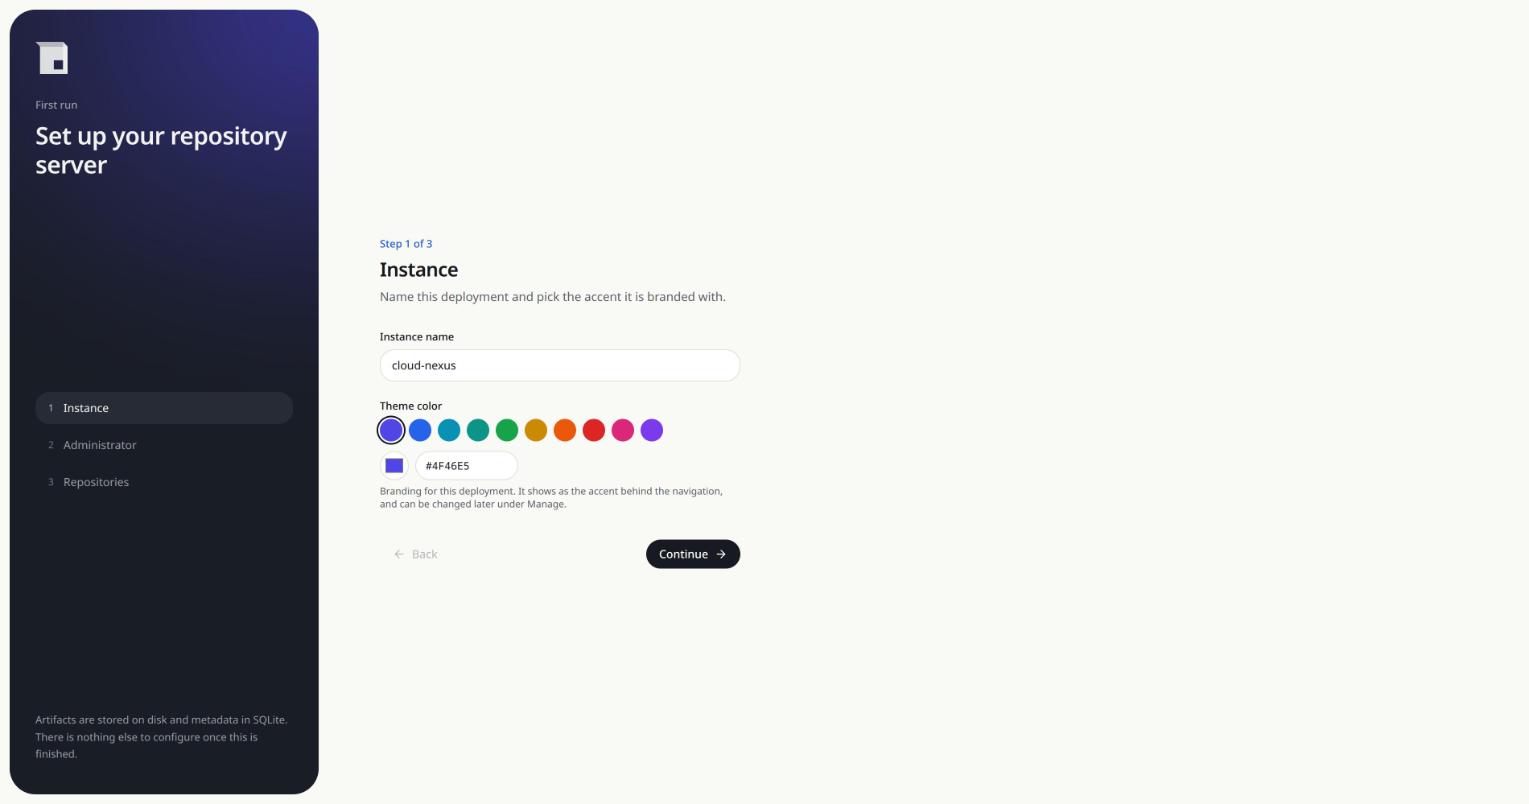 First run
Set up your repository
server
1 Instance
2 Administrator
3 Repositories
Artifacts are stored on disk and metadata in SQLite.
There is nothing else to configure once this is
finished.
Step 1 of 3
Instance
Name this deployment and pick the accent it is branded with.
Instance name
cloud-nexus
Theme color
#4F46E5
Branding for this deployment. It shows as the accent behind the navigation,
and can be changed later under Manage.
Back
Continue